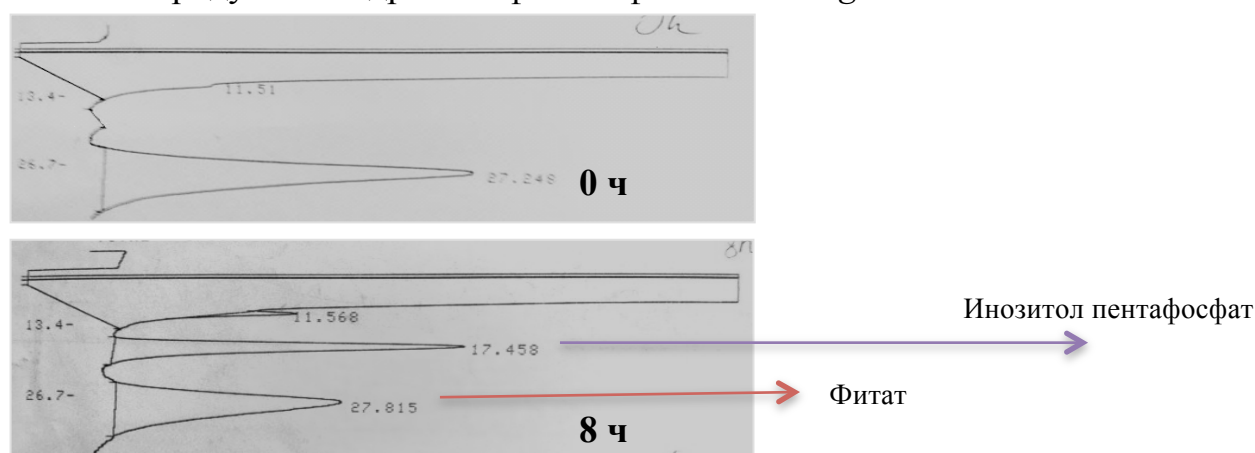 0h
13.4-
11.51
26.7-
27.248
0 ч
8h
13.4-
11.568
17.458
Инозитол пентафосфат
26.7-
27.815
Фитат
8 ч